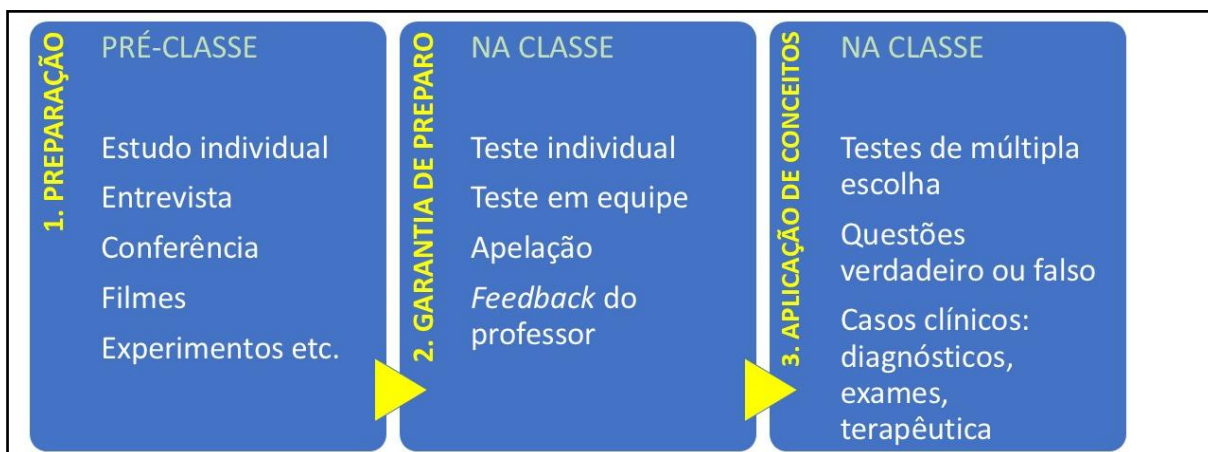 1. PREPARAÇÃO
PRÉ-CLASSE
Estudo individual
Entrevista
Conferência
Filmes
Experimentos etc.
2. GARANTIA DE PREPARO
NA CLASSE
Teste individual
Teste em equipe
Apelação
Feedback do
professor
3. APLICAÇÃO DE CONCEITOS
NA CLASSE
Testes de múltipla
escolha
Questões
verdadeiro ou falso
Casos clínicos:
diagnósticos,
exames,
terapêutica